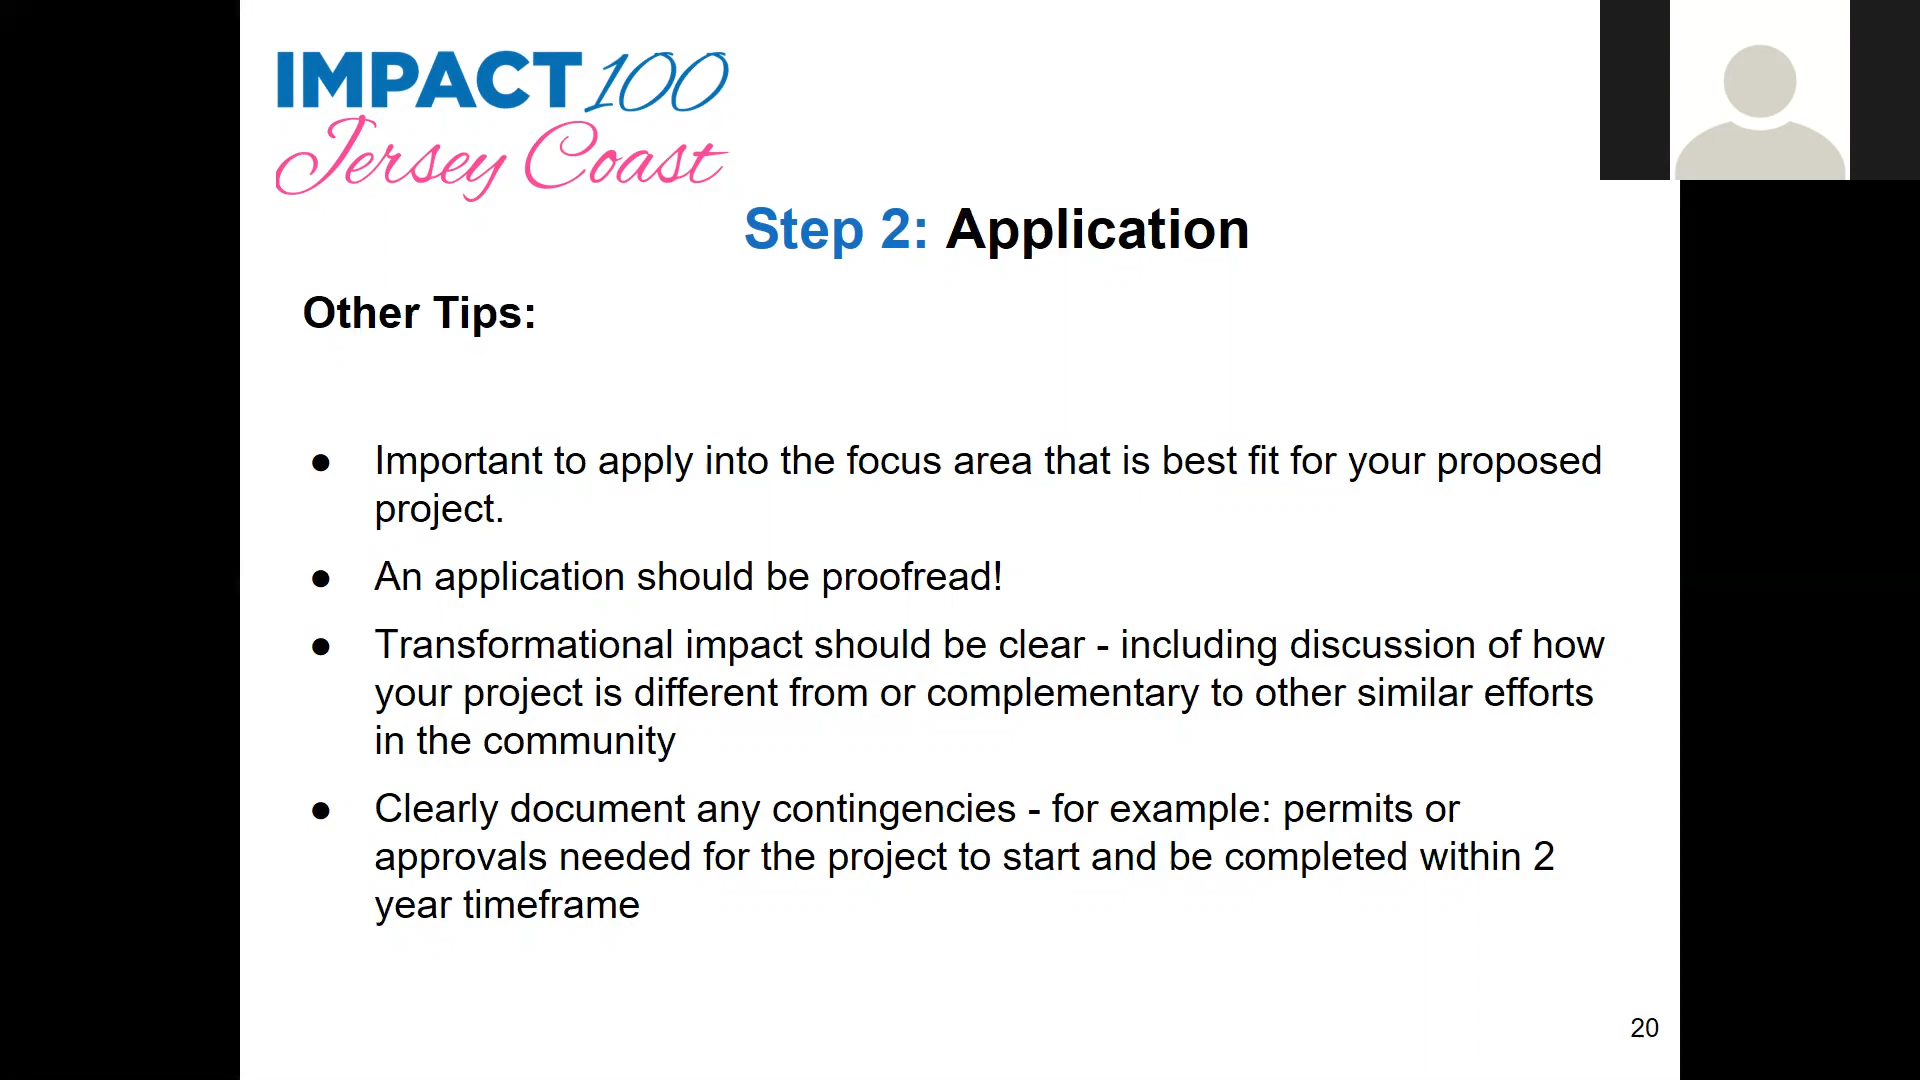 IMPACT 100
Jersey Coast
Step 2: Application
Other Tips:
● Important to apply into the focus area that is best fit for your proposed
project.
● An application should be proofread!
● Transformational impact should be clear - including discussion of how
your project is different from or complementary to other similar efforts
in the community
● Clearly document any contingencies - for example: permits or
approvals needed for the project to start and be completed within 2
year timeframe
20